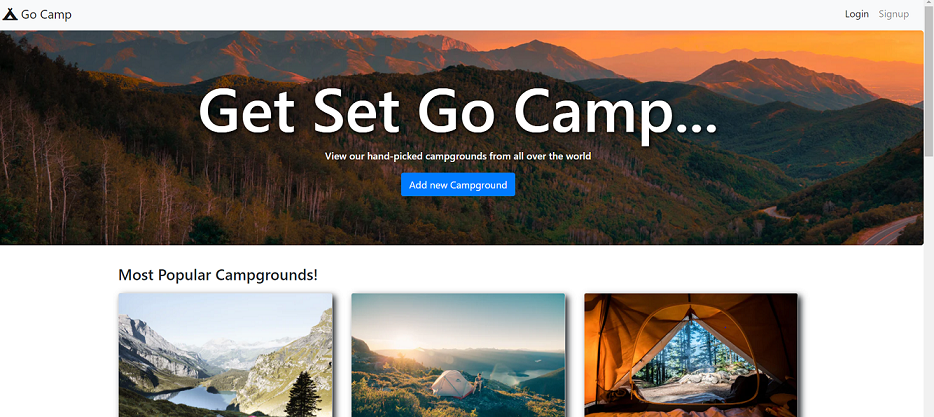 Go Camp
Login Signup
Get Set Go Camp...
View our hand-picked campgrounds from all over the world
Add new Campground
Most Popular Campgrounds!